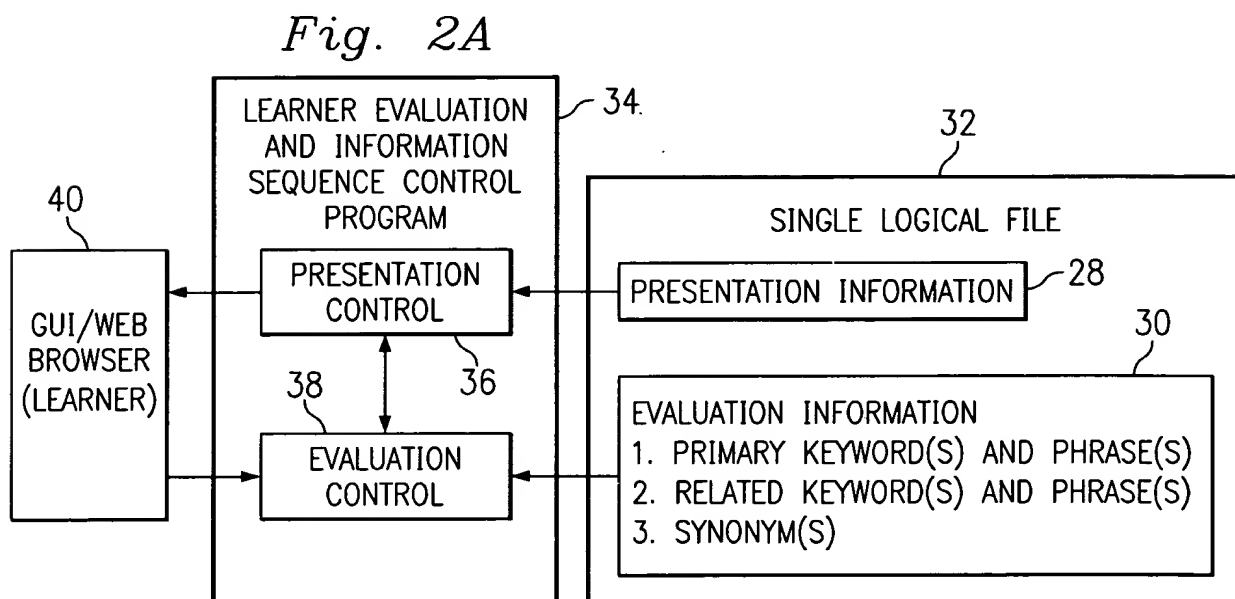 Fig. 2A
LEARNER EVALUATION
AND INFORMATION
SEQUENCE CONTROL
PROGRAM
34
32
SINGLE LOGICAL FILE
40
GUI/WEB
BROWSER
(LEARNER)
PRESENTATION
CONTROL
36
PRESENTATION INFORMATION
28
38
EVALUATION
CONTROL
30
EVALUATION INFORMATION
1. PRIMARY KEYWORD(S) AND PHRASE(S)
2. RELATED KEYWORD(S) AND PHRASE(S)
3. SYNONYM(S)